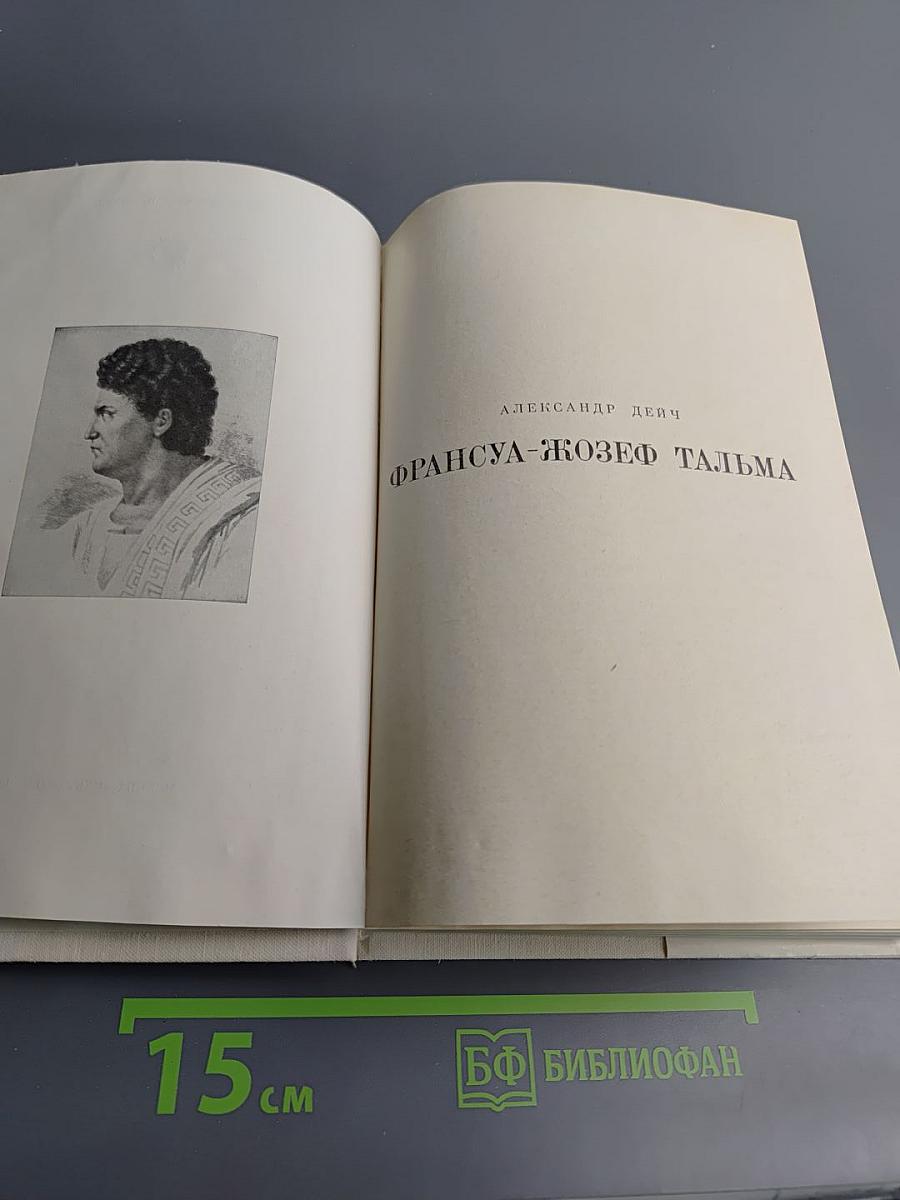 АЛЕКСАНДР ДЕЙЧ
ФРАНСУА-ЖОЗЕФ ТАЛЬМА
15 см
БФ БИБЛИОФАН